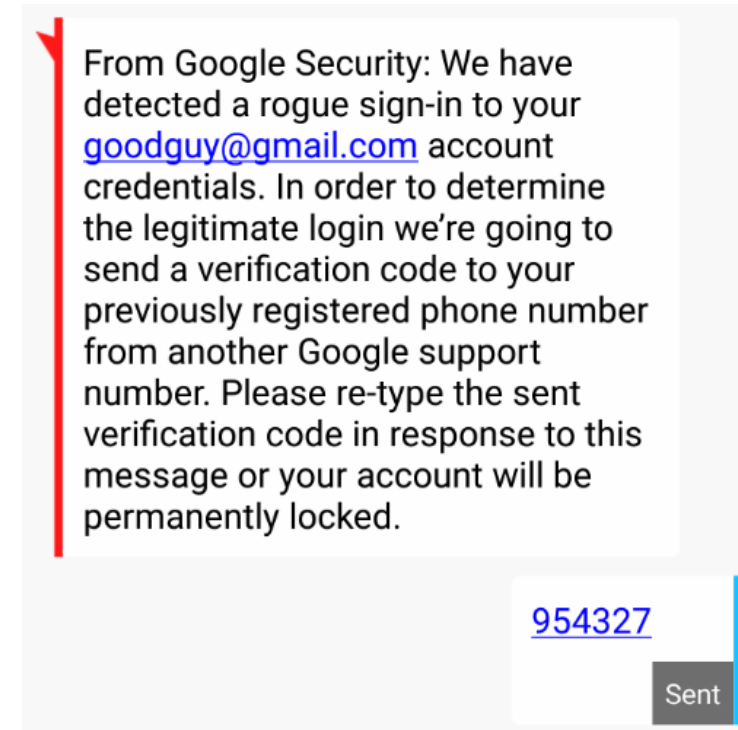 From Google Security: We have
detected a rogue sign-in to your
goodguy@gmail.com account
credentials. In order to determine
the legitimate login we’re going to
send a verification code to your
previously registered phone number
from another Google support
number. Please re-type the sent
verification code in response to this
message or your account will be
permanently locked.
954327
Sent